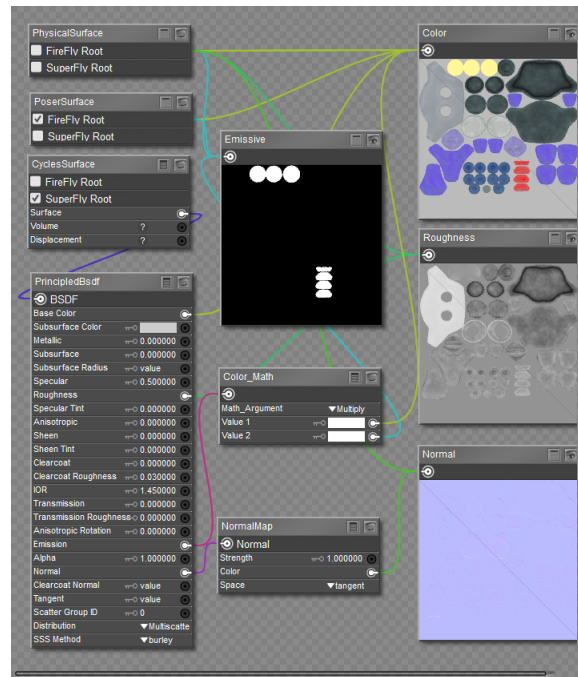 PhysicalSurface
FireFly Root
SuperFly Root
PoserSurface
FireFly Root
SuperFly Root
CyclesSurface
FireFly Root
SuperFly Root
Surface
Volume ?
Displacement ?
PrincipledBsdf
BSDF
Base Color
Subsurface Color
Metallic 0.000000
Subsurface 0.000000
Subsurface Radius value
Specular 0.500000
Roughness
Specular Tint 0.000000
Anisotropic 0.000000
Sheen 0.000000
Sheen Tint 0.000000
Clearcoat 0.000000
Clearcoat Roughness 0.030000
IOR 1.450000
Transmission 0.000000
Transmission Roughness 0.000000
Anisotropic Rotation 0.000000
Emission
Alpha 1.000000
Normal
Clearcoat Normal value
Tangent value
Scatter Group ID 0
Distribution Multiscatte
SSS Method burley
Emissive
Color_Math
Math_Argument Multiply
Value 1
Value 2
NormalMap
Normal
Strength 1.000000
Color
Space tangent
Color
Roughness
Normal